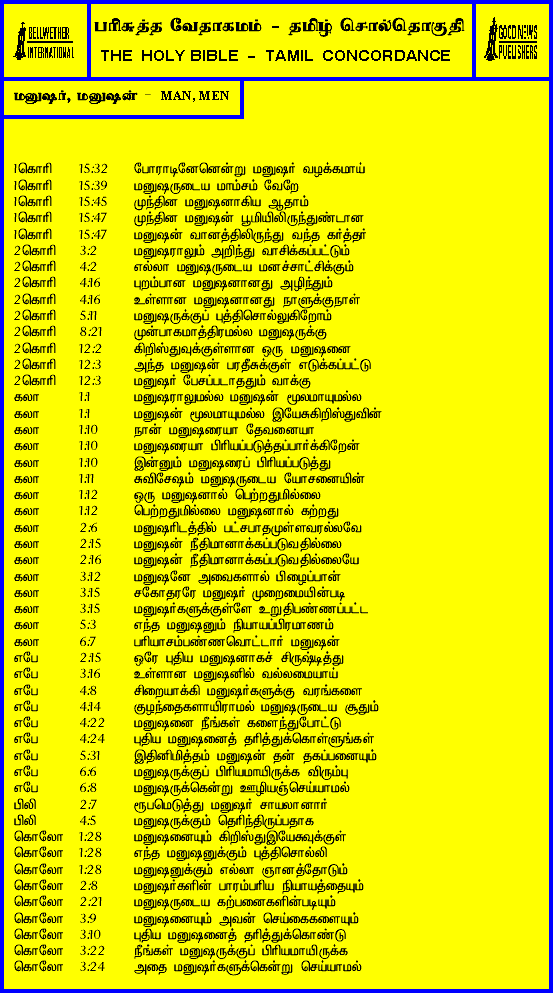 BELLWETHER INTERNATIONAL
பரிசுத்த வேதாகமம் - தமிழ் சொல்தொகுதி
THE HOLY BIBLE - TAMIL CONCORDANCE
GOOD NEWS PUBLISHERS
மனுஷர், மனுஷன் - MAN, MEN
1கொரி 15:32 போராடினேனென்று மனுஷர் வழக்கமாய்
1கொரி 15:39 மனுஷருடைய மாம்சம் வேறே
1கொரி 15:45 முந்தின மனுஷனாகிய ஆதாம்
1கொரி 15:47 முந்தின மனுஷன் பூமியிலிருந்துண்டான
1கொரி 15:47 மனுஷன் வானத்திலிருந்து வந்த கர்த்தர்
2கொரி 3:2 மனுஷராலும் அறிந்து வாசிக்கப்பட்டும்
2கொரி 4:2 எல்லா மனுஷருடைய மனச்சாட்சிக்கும்
2கொரி 4:16 புறம்பான மனுஷனானது அழிந்தும்
2கொரி 4:16 உள்ளான மனுஷனானது நாளுக்குநாள்
2கொரி 5:11 மனுஷருக்குப் புத்திசொல்லுகிறோம்
2கொரி 8:21 முன்பாகமாத்திரமல்ல மனுஷருக்கு
2கொரி 12:2 கிறிஸ்துவுக்குள்ளான ஒரு மனுஷனை
2கொரி 12:3 அந்த மனுஷன் பரதீசுக்குள் எடுக்கப்பட்டு
2கொரி 12:3 மனுஷர் பேசப்படாததும் வாக்கு
கலா 1:1 மனுஷராலுமல்ல மனுஷன் மூலமாயுமல்ல
கலா 1:1 மனுஷன் மூலமாயுமல்ல இயேசுகிறிஸ்துவின்
கலா 1:10 நான் மனுஷரையா தேவனையா
கலா 1:10 மனுஷரையா பிரியப்படுத்தப்பார்க்கிறேன்
கலா 1:10 இன்னும் மனுஷரைப் பிரியப்படுத்து
கலா 1:11 சுவிசேஷம் மனுஷருடைய யோசனையின்
கலா 1:12 ஒரு மனுஷனால் பெற்றதுமில்லை
கலா 1:12 பெற்றதுமில்லை மனுஷனால் கற்றது
கலா 2:6 மனுஷரிடத்தில் பட்சபாதமுள்ளவரல்லவே
கலா 2:15 மனுஷன் நீதிமானாக்கப்படுவதில்லை
கலா 2:16 மனுஷன் நீதிமானாக்கப்படுவதில்லையே
கலா 3:12 மனுஷனே அவைகளால் பிழைப்பான்
கலா 3:15 சகோதரரே மனுஷர் முறைமையின்படி
கலா 3:15 மனுஷர்களுக்குள்ளே உறுதிபண்ணப்பட்ட
கலா 5:3 எந்த மனுஷனும் நியாயப்பிரமாணம்
கலா 6:7 பரியாசம்பண்ணவொட்டார் மனுஷன்
எபே 2:15 ஒரே புதிய மனுஷனாகச் சிருஷ்டித்து
எபே 3:16 உள்ளான மனுஷனில் வல்லமையாய்
எபே 4:8 சிறையாக்கி மனுஷர்களுக்கு வரங்களை
எபே 4:14 குழந்தைகளாயிராமல் மனுஷருடைய சூதும்
எபே 4:22 மனுஷனை நீங்கள் களைந்துபோட்டு
எபே 4:24 புதிய மனுஷனைத் தரித்துக்கொள்ளுங்கள்
எபே 5:31 இதினிமித்தம் மனுஷன் தன் தகப்பனையும்
எபே 6:6 மனுஷருக்குப் பிரியமாயிருக்க விரும்பு
எபே 6:8 மனுஷருக்கென்று ஊழியஞ்செய்யாமல்
பிலி 2:7 ரூபமெடுத்து மனுஷர் சாயலானார்
பிலி 4:5 மனுஷருக்கும் தெரிந்திருப்பதாக
கொலோ 1:28 மனுஷனையும் கிறிஸ்துஇயேசுவுக்குள்
கொலோ 1:28 எந்த மனுஷனுக்கும் புத்திசொல்லி
கொலோ 1:28 மனுஷனுக்கும் எல்லா ஞானத்தோடும்
கொலோ 2:8 மனுஷர்களின் பாரம்பரிய நியாயத்தையும்
கொலோ 2:21 மனுஷருடைய கற்பனைகளின்படியும்
கொலோ 3:9 மனுஷனையும் அவன் செய்கைகளையும்
கொலோ 3:10 புதிய மனுஷனைத் தரித்துக்கொண்டு
கொலோ 3:22 நீங்கள் மனுஷருக்குப் பிரியமாயிருக்க
கொலோ 3:24 அதை மனுஷர்களுக்கென்று செய்யாமல்